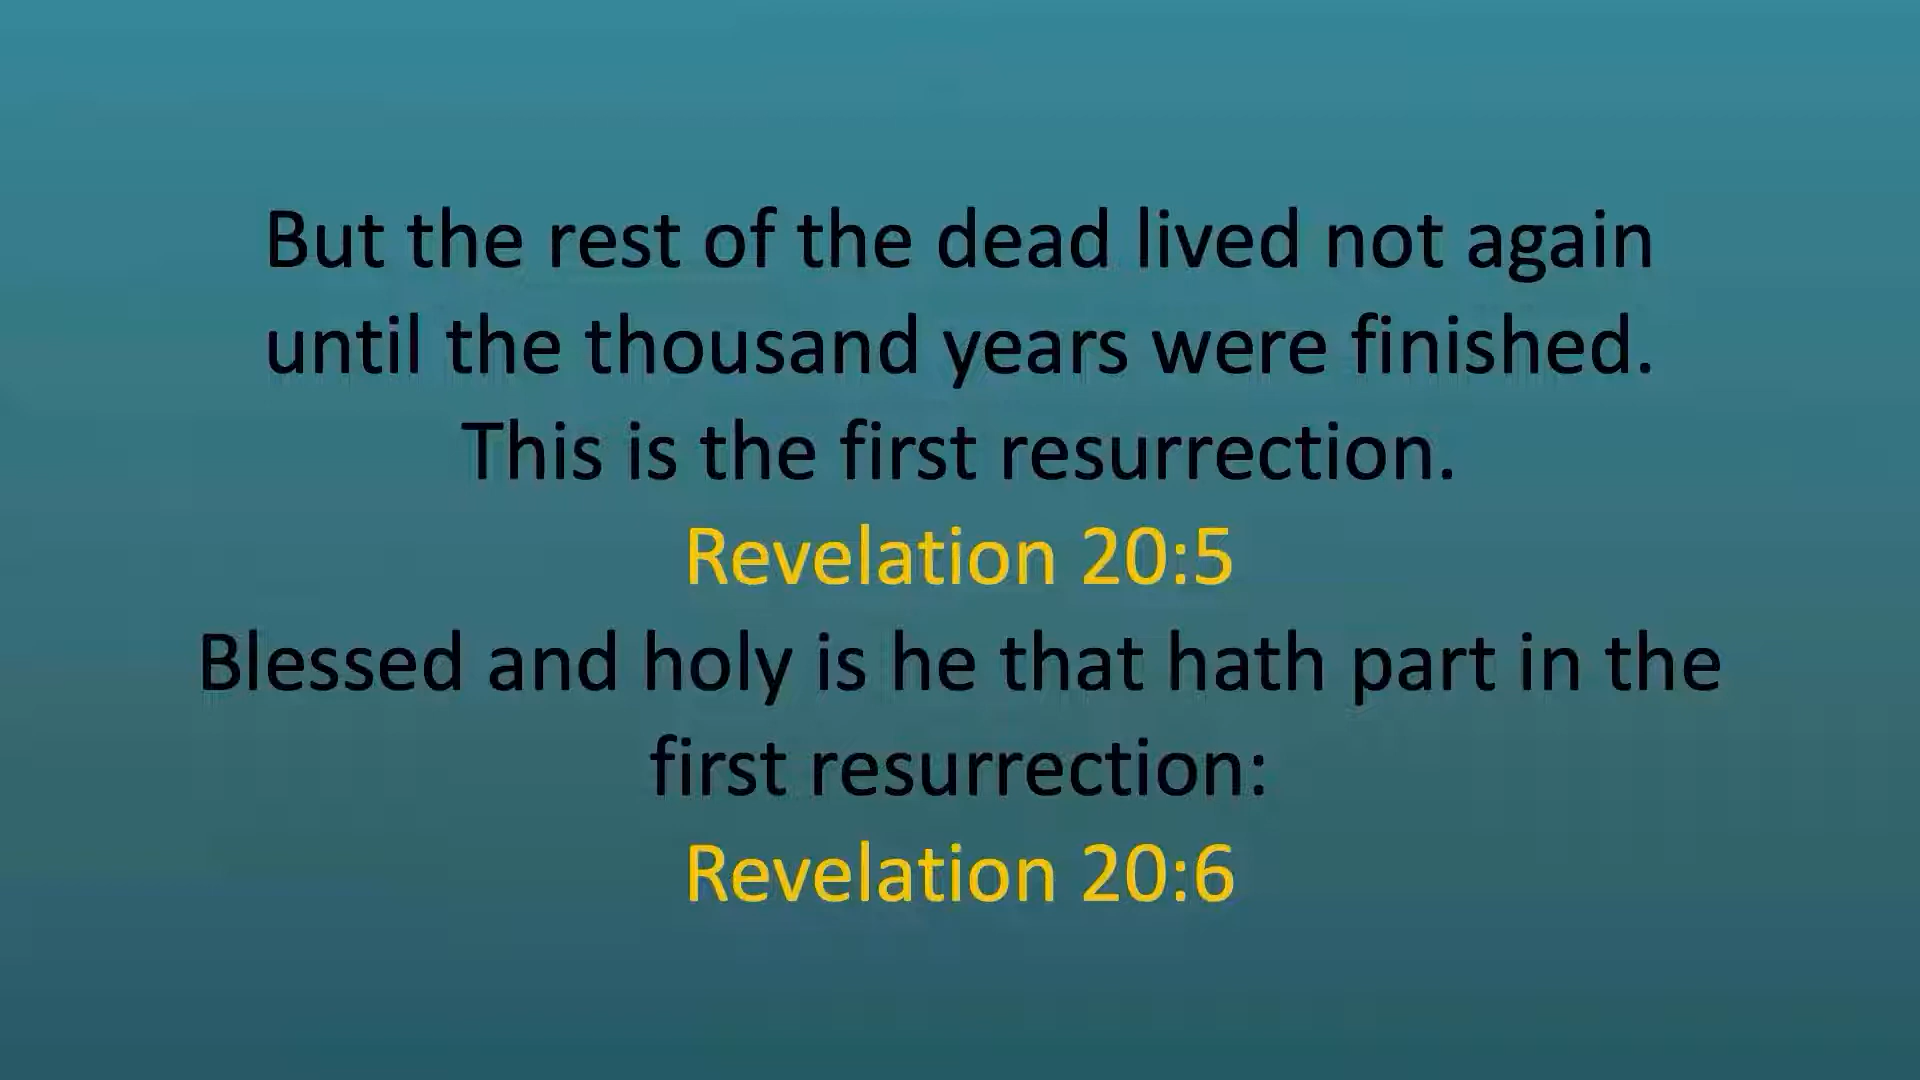 But the rest of the dead lived not again
until the thousand years were finished.
This is the first resurrection.
Revelation 20:5
Blessed and holy is he that hath part in the
first resurrection:
Revelation 20:6